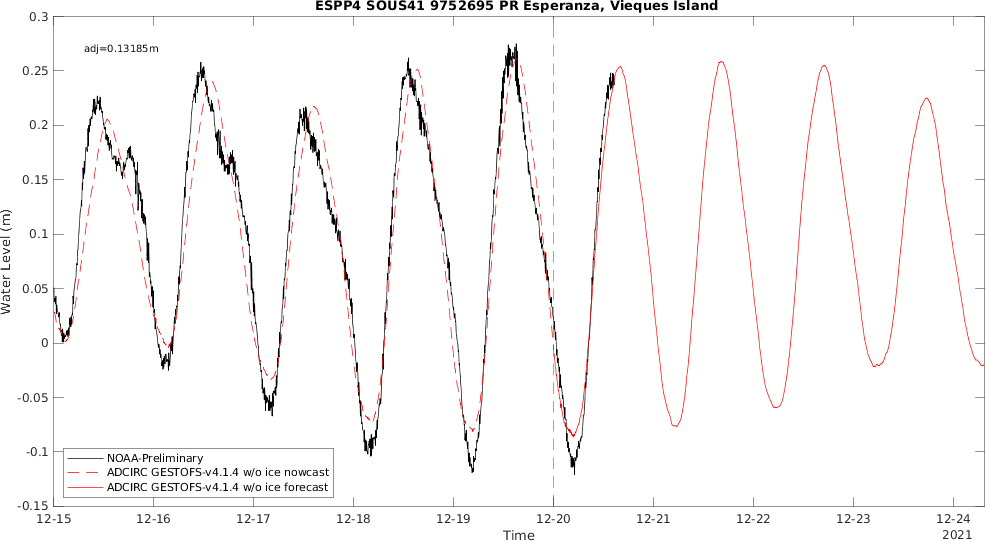 ESPP4 SOUS41 9752695 PR Esperanza, Vieques Island
adj=0.13185m
0.3
0.25
0.2
0.15
0.1
0.05
0
-0.05
-0.1
-0.15
Water Level (m)
NOAA-Preliminary
ADCIRC GESTOFS-v4.1.4 w/o ice nowcast
ADCIRC GESTOFS-v4.1.4 w/o ice forecast
12-15 12-16 12-17 12-18 12-19 12-20 12-21 12-22 12-23 12-24
Time
2021